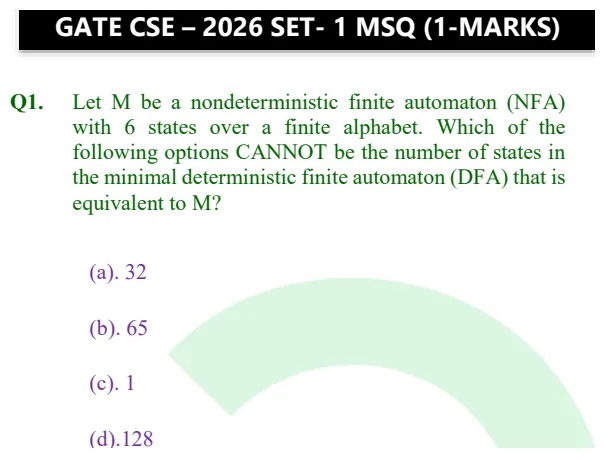 GATE CSE – 2026 SET- 1 MSQ (1-MARKS)
Q1. Let M be a nondeterministic finite automaton (NFA)
with 6 states over a finite alphabet. Which of the
following options CANNOT be the number of states in
the minimal deterministic finite automaton (DFA) that is
equivalent to M?
(a). 32
(b). 65
(c). 1
(d).128